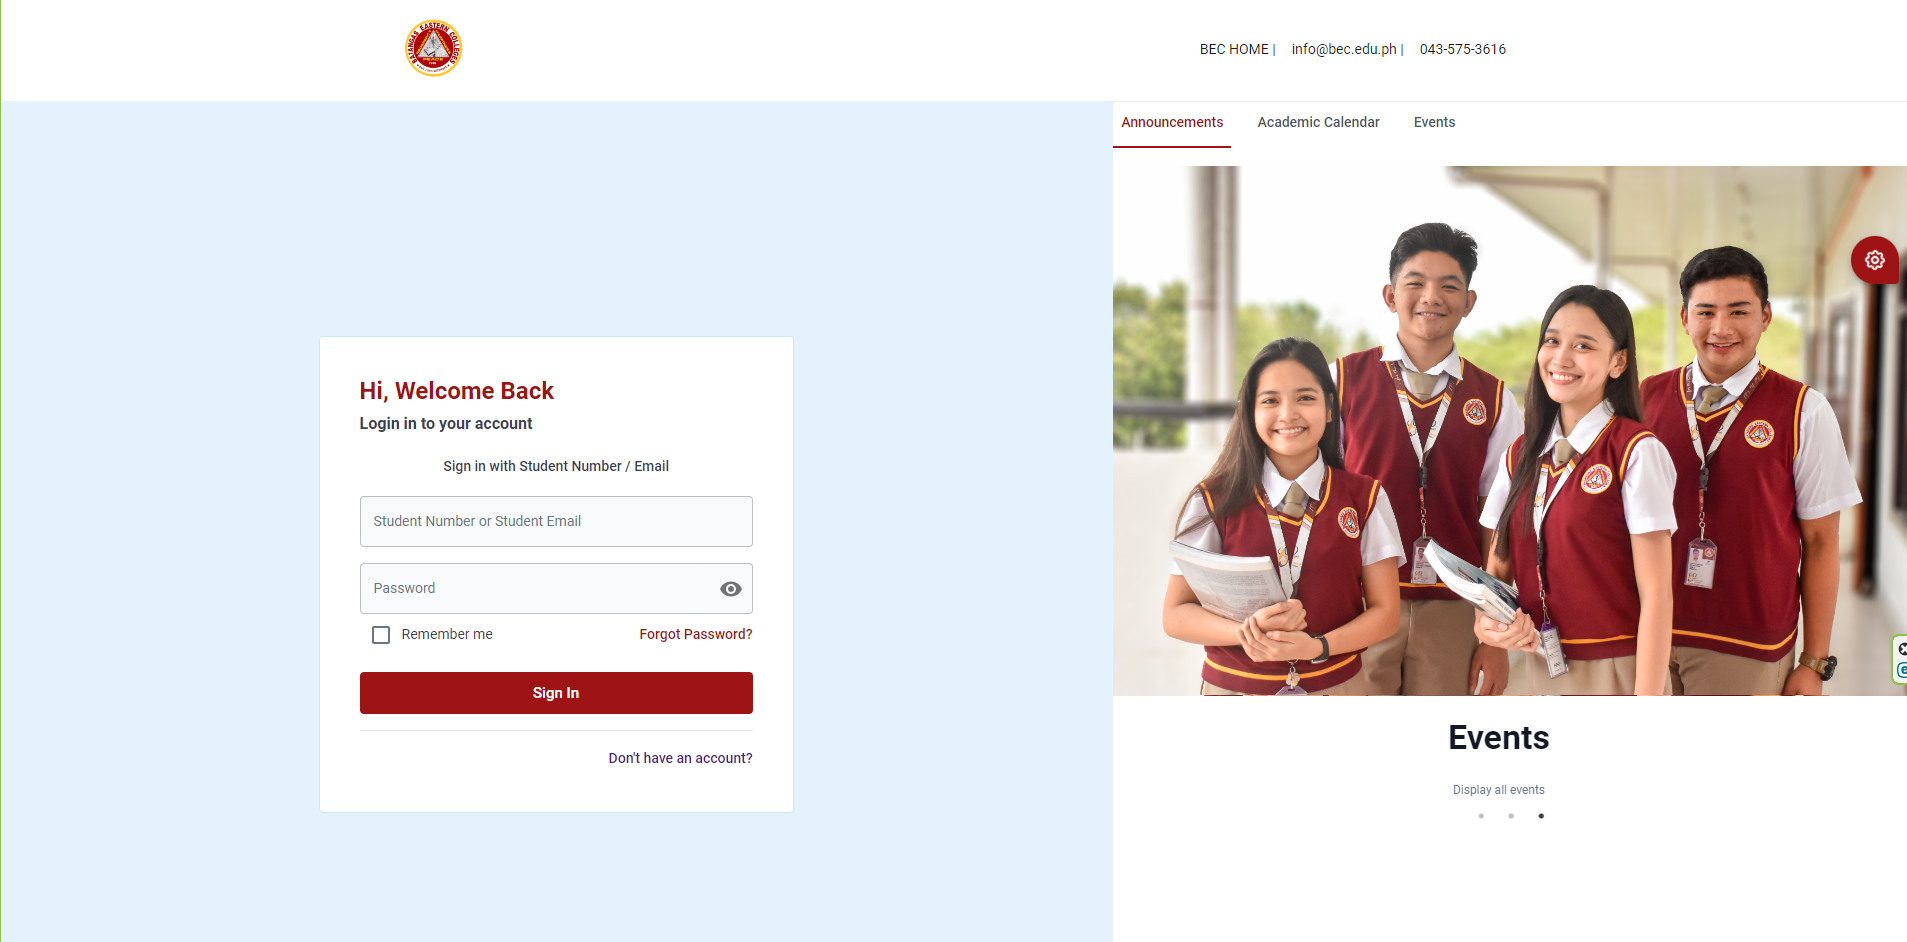 BATANGAS EASTERN COLLEGES
PEACE
BEC HOME |
info@bec.edu.ph |
043-575-3616
Announcements
Academic Calendar
Events
Hi, Welcome Back
Login in to your account
Sign in with Student Number / Email
Student Number or Student Email
Password
Remember me
Forgot Password?
Sign In
Don't have an account?
Events
Display all events